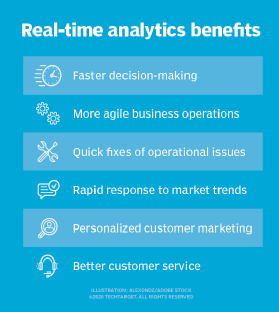 Real-time analytics benefits
Faster decision-making
More agile business operations
Quick fixes of operational issues
Rapid response to market trends
Personalized customer marketing
Better customer service
ILLUSTRATION: ALEXDNDZ/ADOBE STOCK
©2020 TECHTARGET. ALL RIGHTS RESERVED